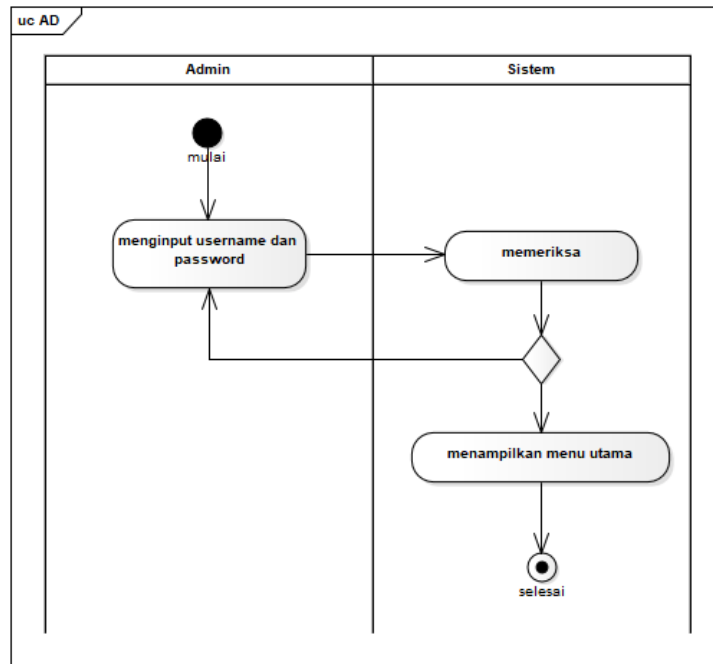 uc AD
Admin
Sistem
mulai
menginput username dan
password
memeriksa
menampilkan menu utama
selesai